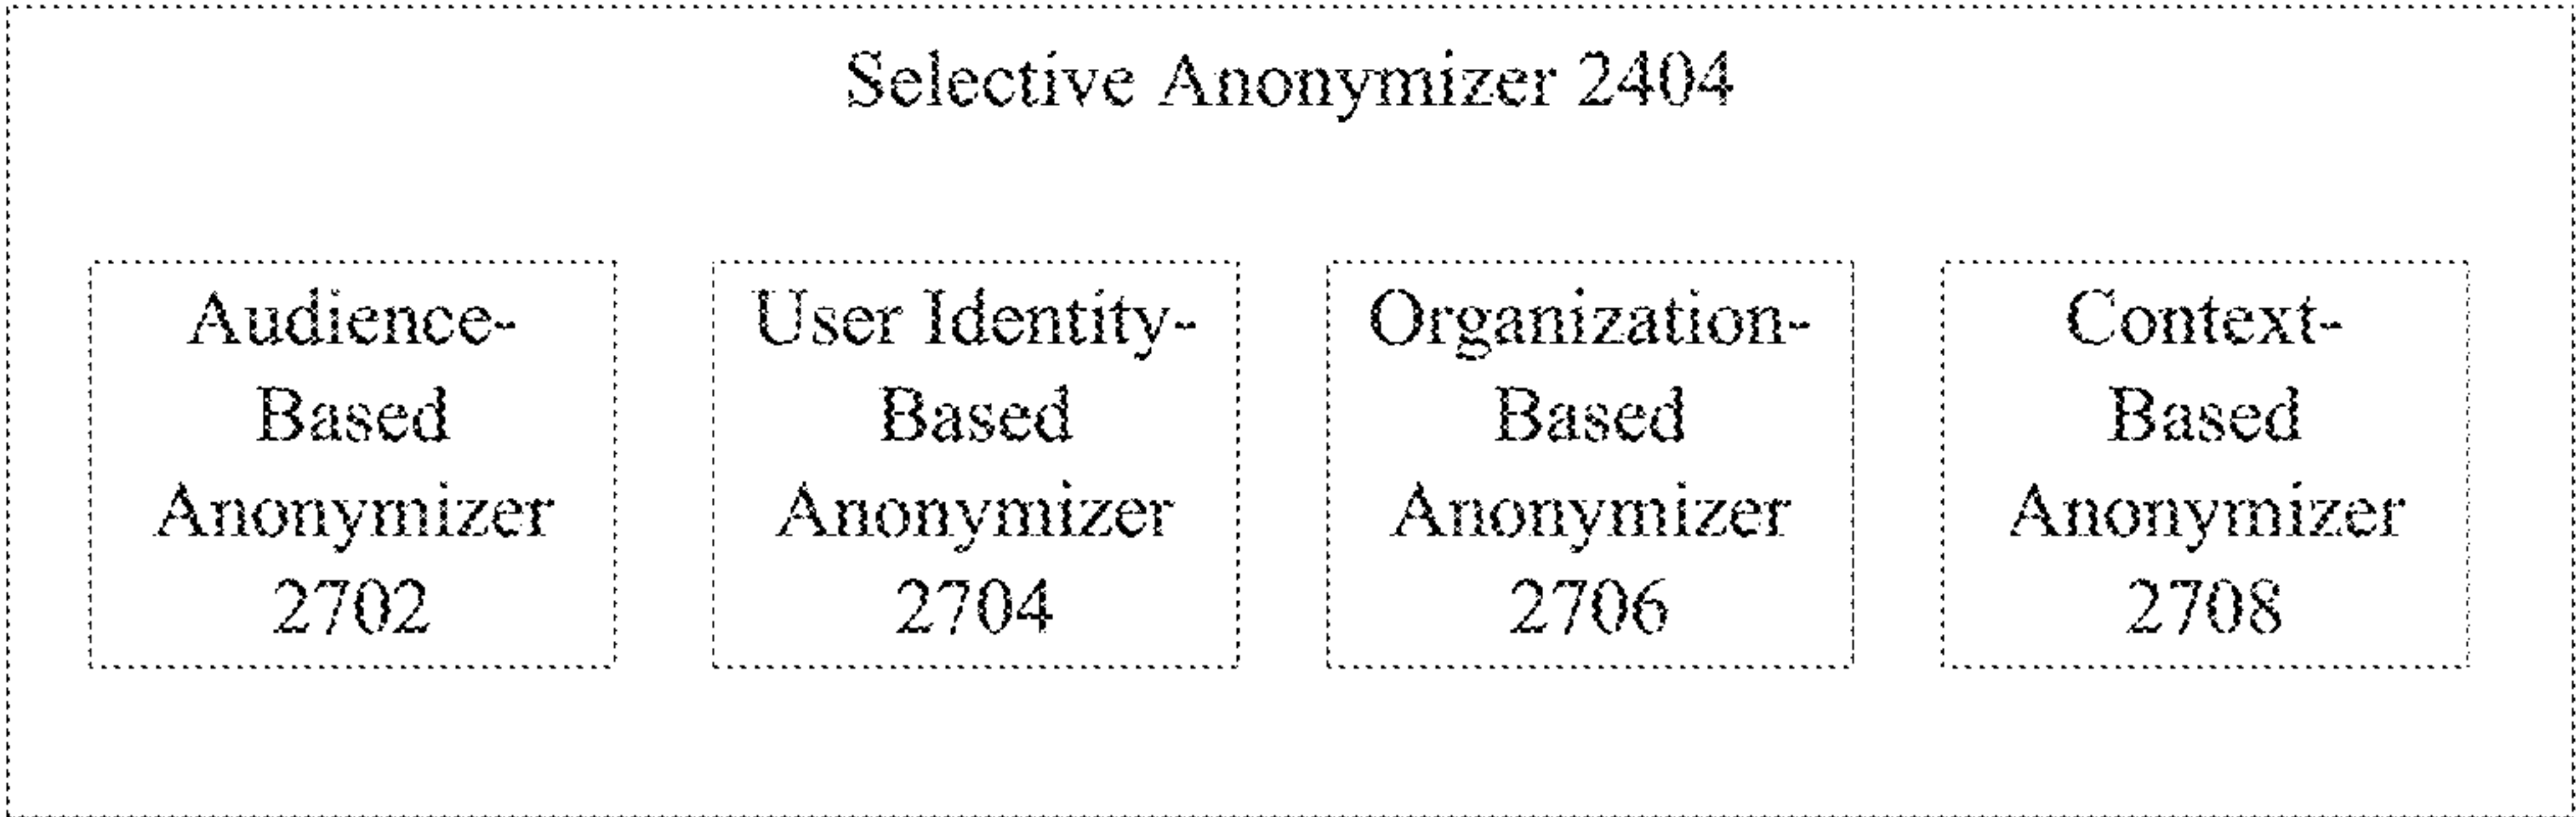 Selective Anonymizer 2404
Audience-
Based
Anonymizer
2702
User Identity-
Based
Anonymizer
2704
Organization-
Based
Anonymizer
2706
Context-
Based
Anonymizer
2708